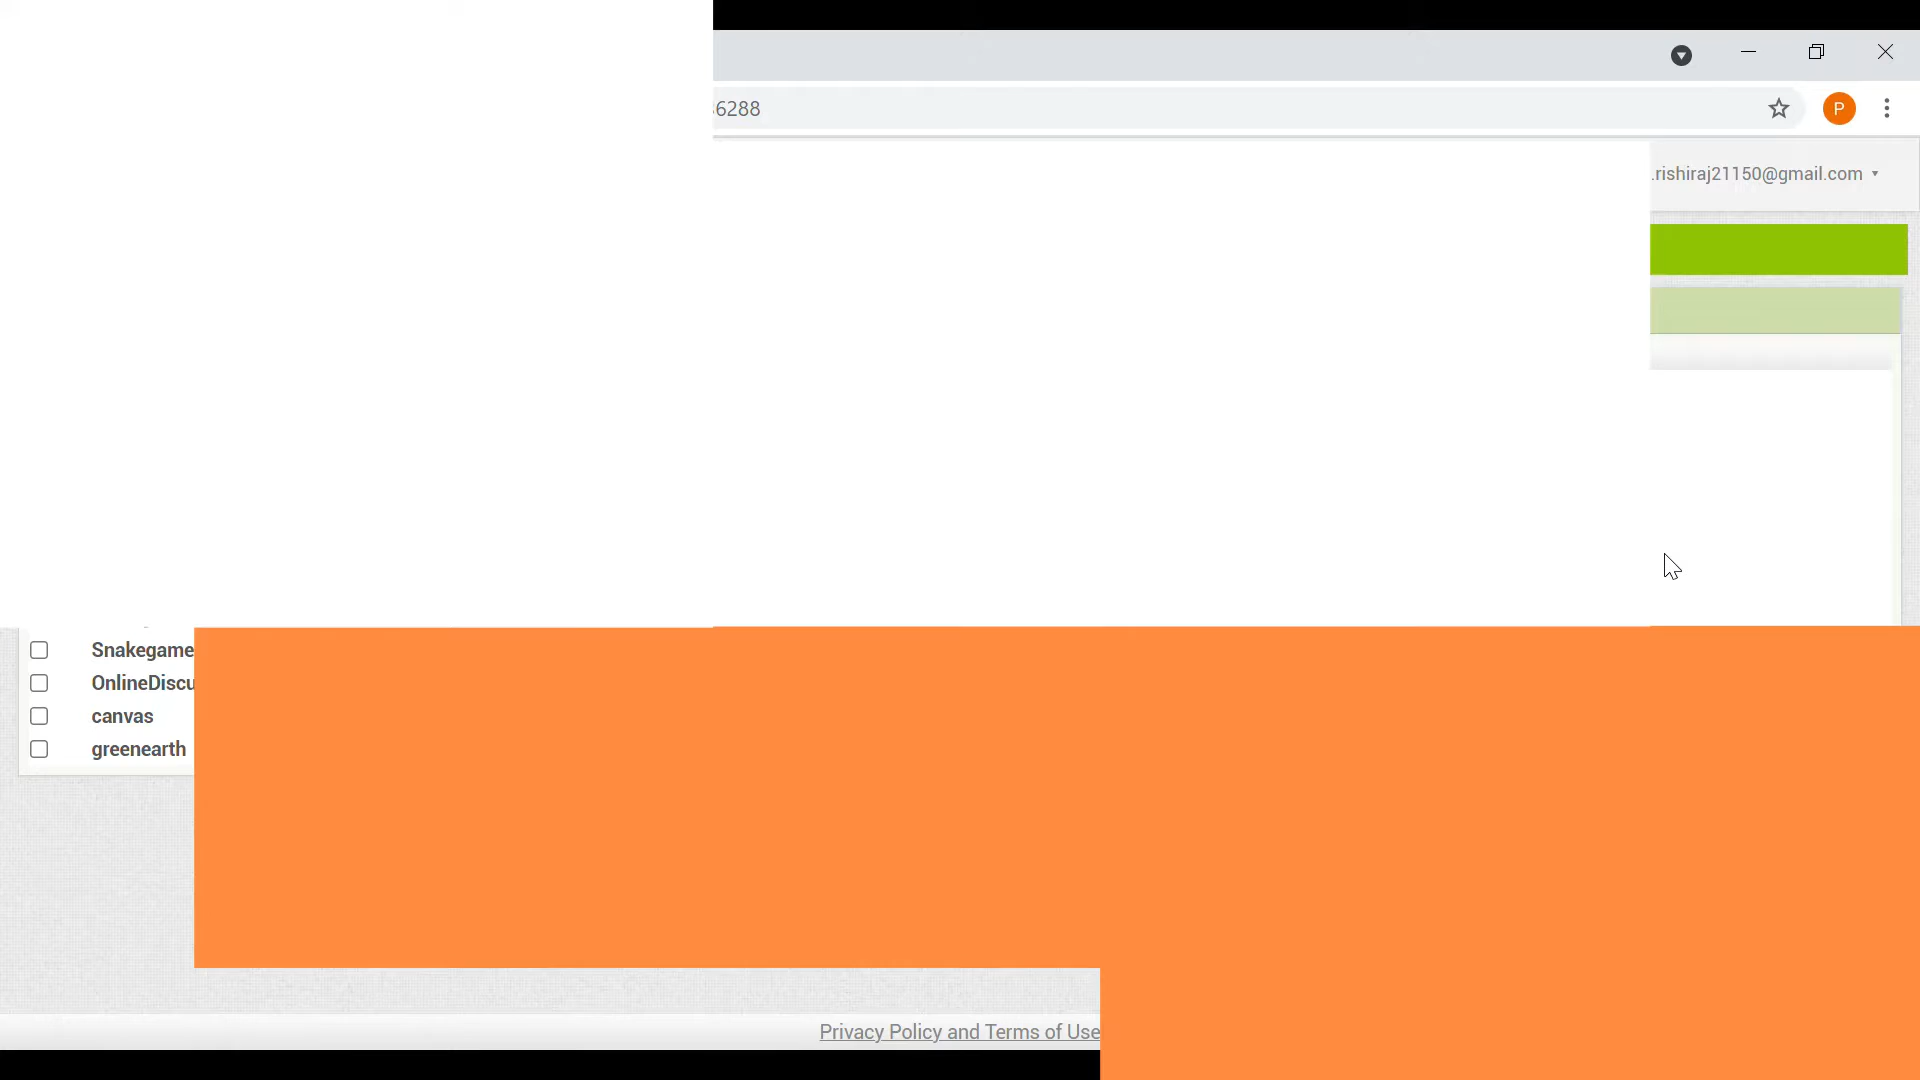 6288
P
.rishiraj21150@gmail.com
Snakegame
OnlineDiscu
canvas
greenearth
Privacy Policy and Terms of Use